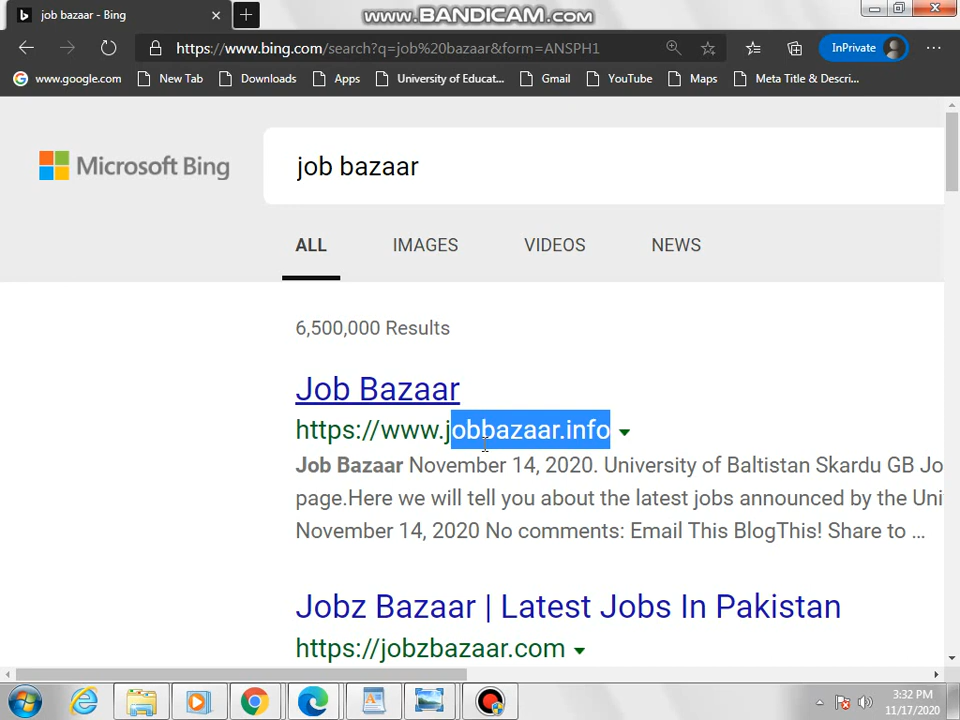 job bazaar - Bing
www.BANDICAM.com
https://www.bing.com/search?q=job%20bazaar&form=ANSPH1
InPrivate
www.google.com
New Tab
Downloads
Apps
University of Educat...
Gmail
YouTube
Maps
Meta Title & Descri...
Microsoft Bing
job bazaar
ALL
IMAGES
VIDEOS
NEWS
6,500,000 Results
Job Bazaar
https://www.jobbazaar.info
Job Bazaar November 14, 2020. University of Baltistan Skardu GB Jo
page.Here we will tell you about the latest jobs announced by the Uni
November 14, 2020 No comments: Email This BlogThis! Share to ...
Jobz Bazaar | Latest Jobs In Pakistan
https://jobzbazaar.com
3:32 PM
11/17/2020